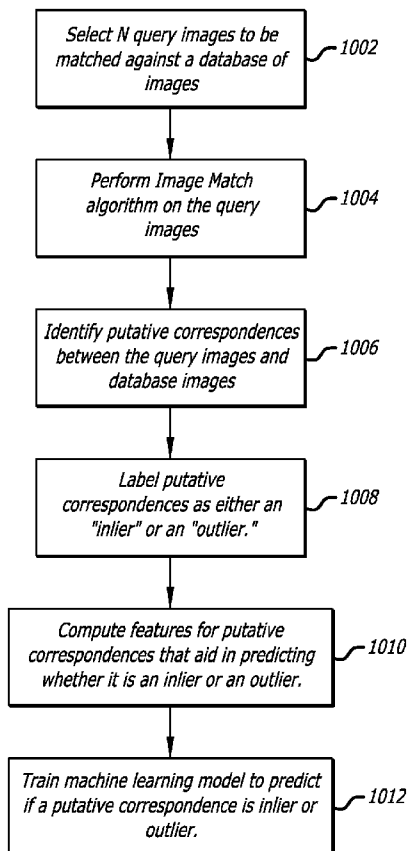 Select N query images to be
matched against a database of
images
1002
Perform Image Match
algorithm on the query
images
1004
Identify putative correspondences
between the query images and
database images
1006
Label putative
correspondences as either an
"inlier" or an "outlier."
1008
Compute features for putative
correspondences that aid in predicting
whether it is an inlier or an outlier.
1010
Train machine learning model to predict
if a putative correspondence is inlier or
outlier.
1012